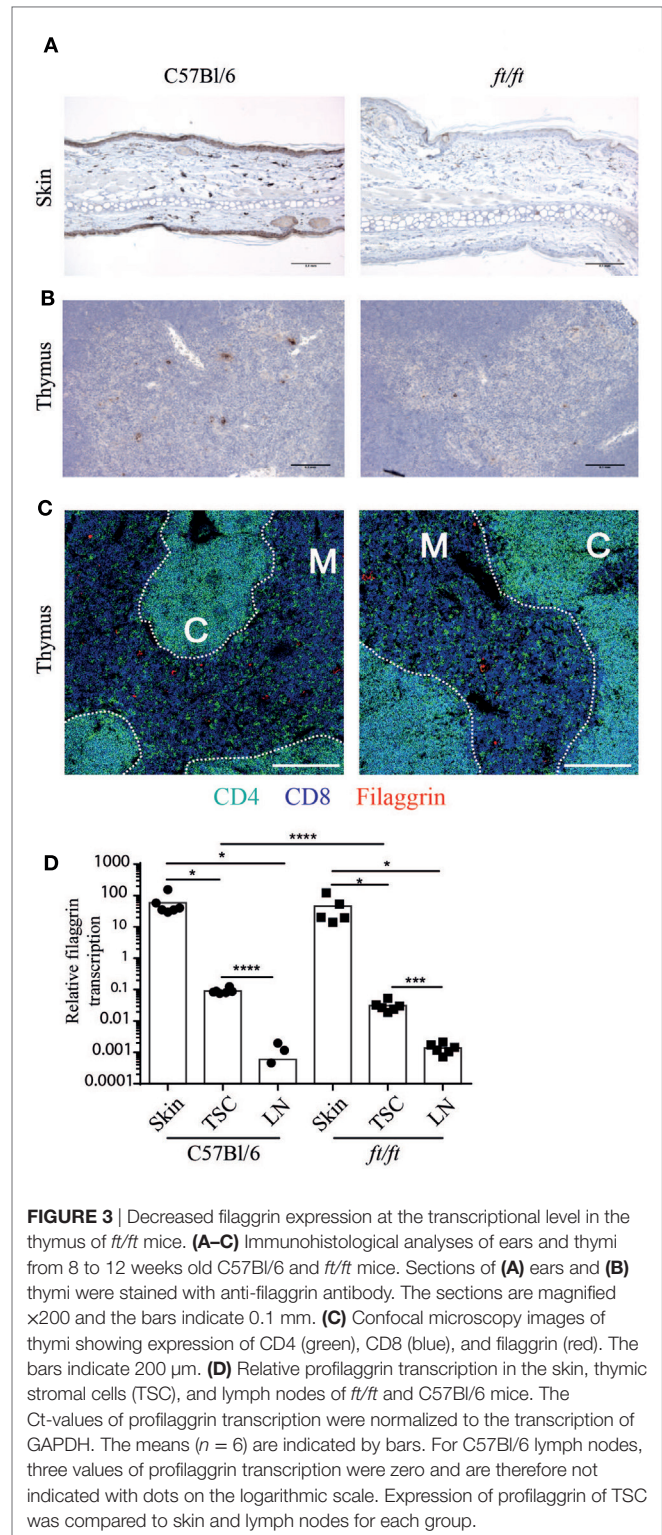 A
C57Bl/6 ft/ft
Skin
B
Thymus
C
M
C
M
C
Thymus
CD4 CD8 Filaggrin
D
****
*
*
*
*
****
***
Relative filaggrin
transcription
1000
100
10
1
0.1
0.01
0.001
0.0001
Skin TSC LN Skin TSC LN
C57Bl/6 ft/ft
FIGURE 3 | Decreased filaggrin expression at the transcriptional level in the
thymus of ft/ft mice. (A–C) Immunohistological analyses of ears and thymi
from 8 to 12 weeks old C57Bl/6 and ft/ft mice. Sections of (A) ears and (B)
thymi were stained with anti-filaggrin antibody. The sections are magnified
×200 and the bars indicate 0.1 mm. (C) Confocal microscopy images of
thymi showing expression of CD4 (green), CD8 (blue), and filaggrin (red). The
bars indicate 200 µm. (D) Relative profilaggrin transcription in the skin, thymic
stromal cells (TSC), and lymph nodes of ft/ft and C57Bl/6 mice. The
Ct-values of profilaggrin transcription were normalized to the transcription of
GAPDH. The means (n = 6) are indicated by bars. For C57Bl/6 lymph nodes,
three values of profilaggrin transcription were zero and are therefore not
indicated with dots on the logarithmic scale. Expression of profilaggrin of TSC
was compared to skin and lymph nodes for each group.